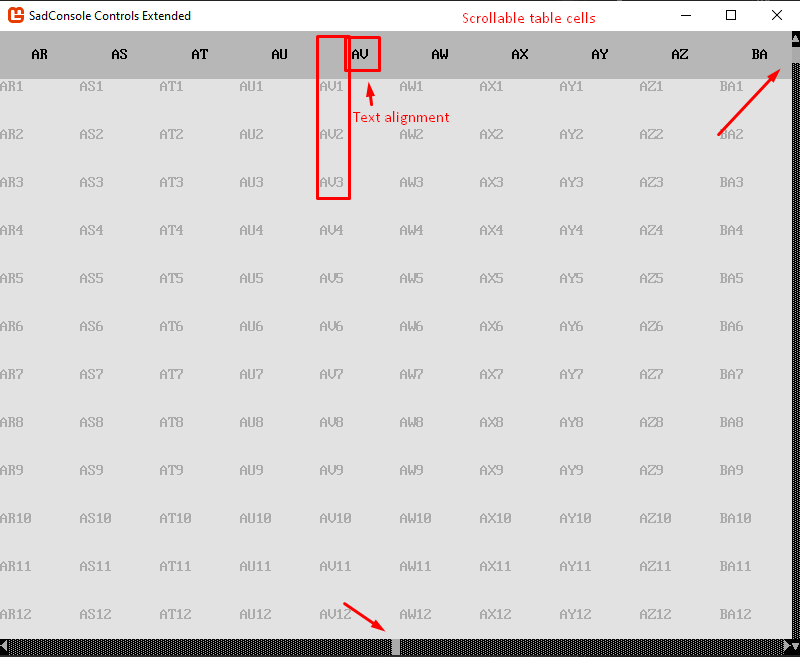 SadConsole Controls Extended
Scrollable table cells
AR AS AT AU AV AW AX AY AZ BA
AR1 AS1 AT1 AU1 AV1 AW1 AX1 AY1 AZ1 BA1
Text alignment
AR2 AS2 AT2 AU2 AV2 AW2 AX2 AY2 AZ2 BA2
AR3 AS3 AT3 AU3 AV3 AW3 AX3 AY3 AZ3 BA3
AR4 AS4 AT4 AU4 AV4 AW4 AX4 AY4 AZ4 BA4
AR5 AS5 AT5 AU5 AV5 AW5 AX5 AY5 AZ5 BA5
AR6 AS6 AT6 AU6 AV6 AW6 AX6 AY6 AZ6 BA6
AR7 AS7 AT7 AU7 AV7 AW7 AX7 AY7 AZ7 BA7
AR8 AS8 AT8 AU8 AV8 AW8 AX8 AY8 AZ8 BA8
AR9 AS9 AT9 AU9 AV9 AW9 AX9 AY9 AZ9 BA9
AR10 AS10 AT10 AU10 AV10 AW10 AX10 AY10 AZ10 BA10
AR11 AS11 AT11 AU11 AV11 AW11 AX11 AY11 AZ11 BA11
AR12 AS12 AT12 AU12 AV12 AW12 AX12 AY12 AZ12 BA12